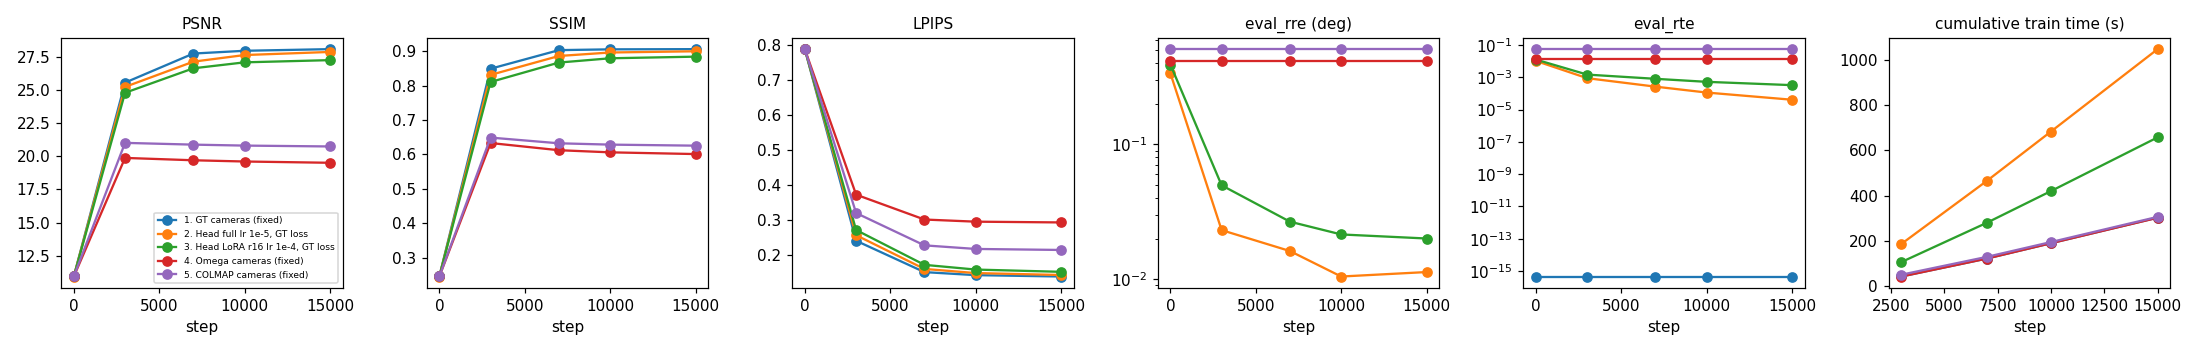 PSNR
27.5
25.0
22.5
20.0
17.5
15.0
12.5
0 5000 10000 15000
step
1. GT cameras (fixed)
2. Head full lr 1e-5, GT loss
3. Head LoRA r16 lr 1e-4, GT loss
4. Omega cameras (fixed)
5. COLMAP cameras (fixed)
SSIM
0.9
0.8
0.7
0.6
0.5
0.4
0.3
0 5000 10000 15000
step
LPIPS
0.8
0.7
0.6
0.5
0.4
0.3
0.2
0 5000 10000 15000
step
eval_rre (deg)
10⁻¹
10⁻²
0 5000 10000 15000
step
eval_rte
10⁻¹
10⁻³
10⁻⁵
10⁻⁷
10⁻⁹
10⁻¹¹
10⁻¹³
10⁻¹⁵
0 5000 10000 15000
step
cumulative train time (s)
1000
800
600
400
200
0
2500 5000 7500 10000 12500 15000
step